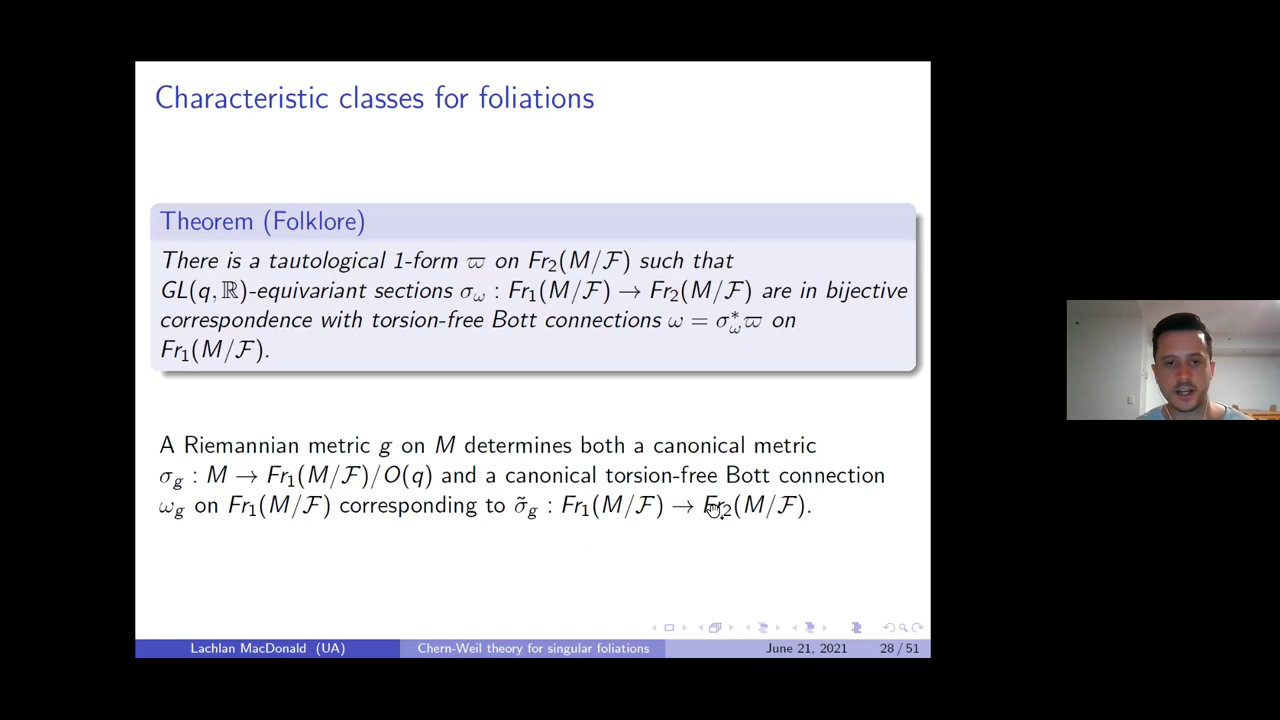 Characteristic classes for foliations
Theorem (Folklore)
There is a tautological 1-form ϖ on Fr₂(M/ℱ) such that
GL(q, ℝ)-equivariant sections σ_ω : Fr₁(M/ℱ) → Fr₂(M/ℱ) are in bijective
correspondence with torsion-free Bott connections ω = σ*_ω ϖ on
Fr₁(M/ℱ).
A Riemannian metric g on M determines both a canonical metric
σ_g : M → Fr₁(M/ℱ)/O(q) and a canonical torsion-free Bott connection
ω_g on Fr₁(M/ℱ) corresponding to σ̃_g : Fr₁(M/ℱ) → Fr₂(M/ℱ).
Lachlan MacDonald (UA) Chern-Weil theory for singular foliations June 21, 2021 28 / 51